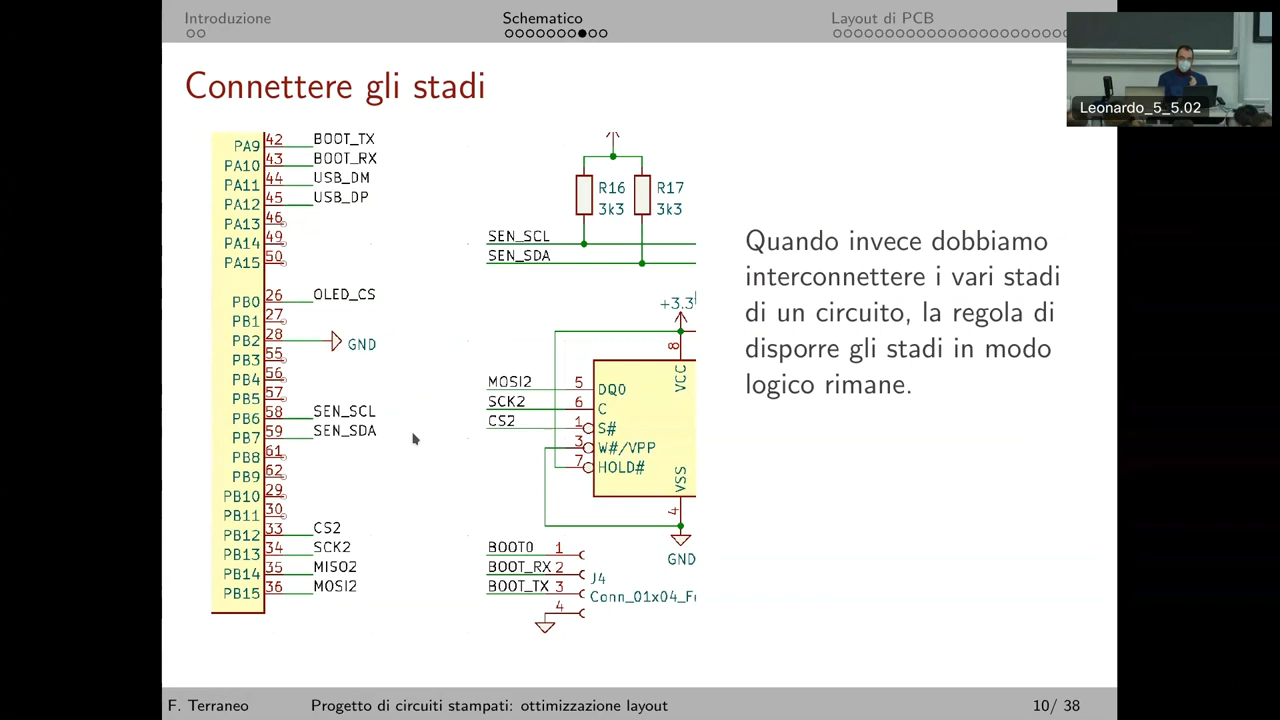 Introduzione
Schematico
Layout di PCB
Leonardo_5_5.02
Connettere gli stadi
PA9 42 BOOT_TX
PA10 43 BOOT_RX
PA11 44 USB_DM
PA12 45 USB_DP
PA13 46
PA14 49
PA15 50
PB0 26 OLED_CS
PB1 27
PB2 28 GND
PB3 55
PB4 56
PB5 57
PB6 58 SEN_SCL
PB7 59 SEN_SDA
PB8 61
PB9 62
PB10 29
PB11 30
PB12 33 CS2
PB13 34 SCK2
PB14 35 MISO2
PB15 36 MOSI2
R16 R17
3k3 3k3
SEN_SCL
SEN_SDA
+3.3
8
VCC
MOSI2 5 DQ0
SCK2 6 C
CS2 1 S#
3 W#/VPP
7 HOLD#
VSS
4
GND
BOOT0 1
BOOT_RX 2
BOOT_TX 3
4
J4
Conn_01x04_F
Quando invece dobbiamo
interconnettere i vari stadi
di un circuito, la regola di
disporre gli stadi in modo
logico rimane.
F. Terraneo
Progetto di circuiti stampati: ottimizzazione layout
10/ 38